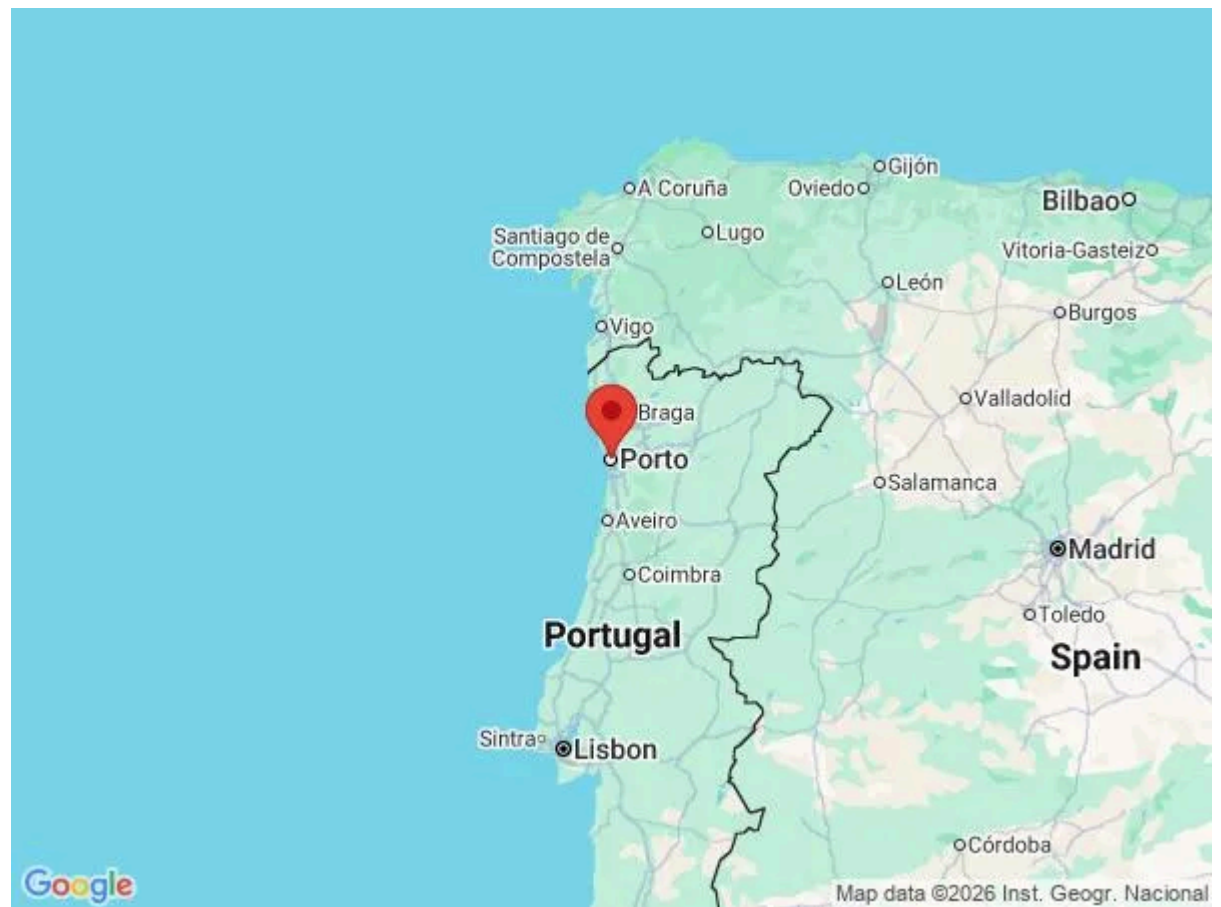 Gijón
A Coruña
Oviedo
Bilbao
Lugo
Santiago de
Compostela
Vitoria-Gasteiz
León
Burgos
Vigo
Valladolid
Braga
Porto
Salamanca
Aveiro
Madrid
Coimbra
Toledo
Portugal
Spain
Sintra
Lisbon
Córdoba
Google
Map data ©2026 Inst. Geogr. Nacional